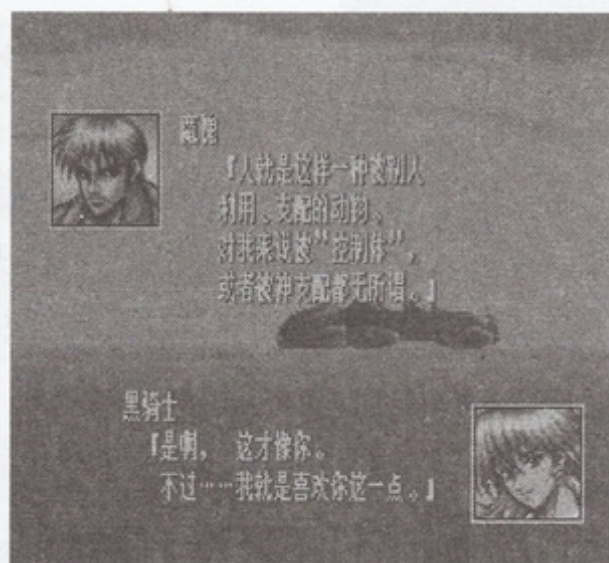 魔愧
『人就是这样一种被别人
利用、支配的动物、
对我来说被”控制体”，
或者被神支配都无所谓。』
黑骑士
『是啊， 这才像你。
不过……我就是喜欢你这一点。』